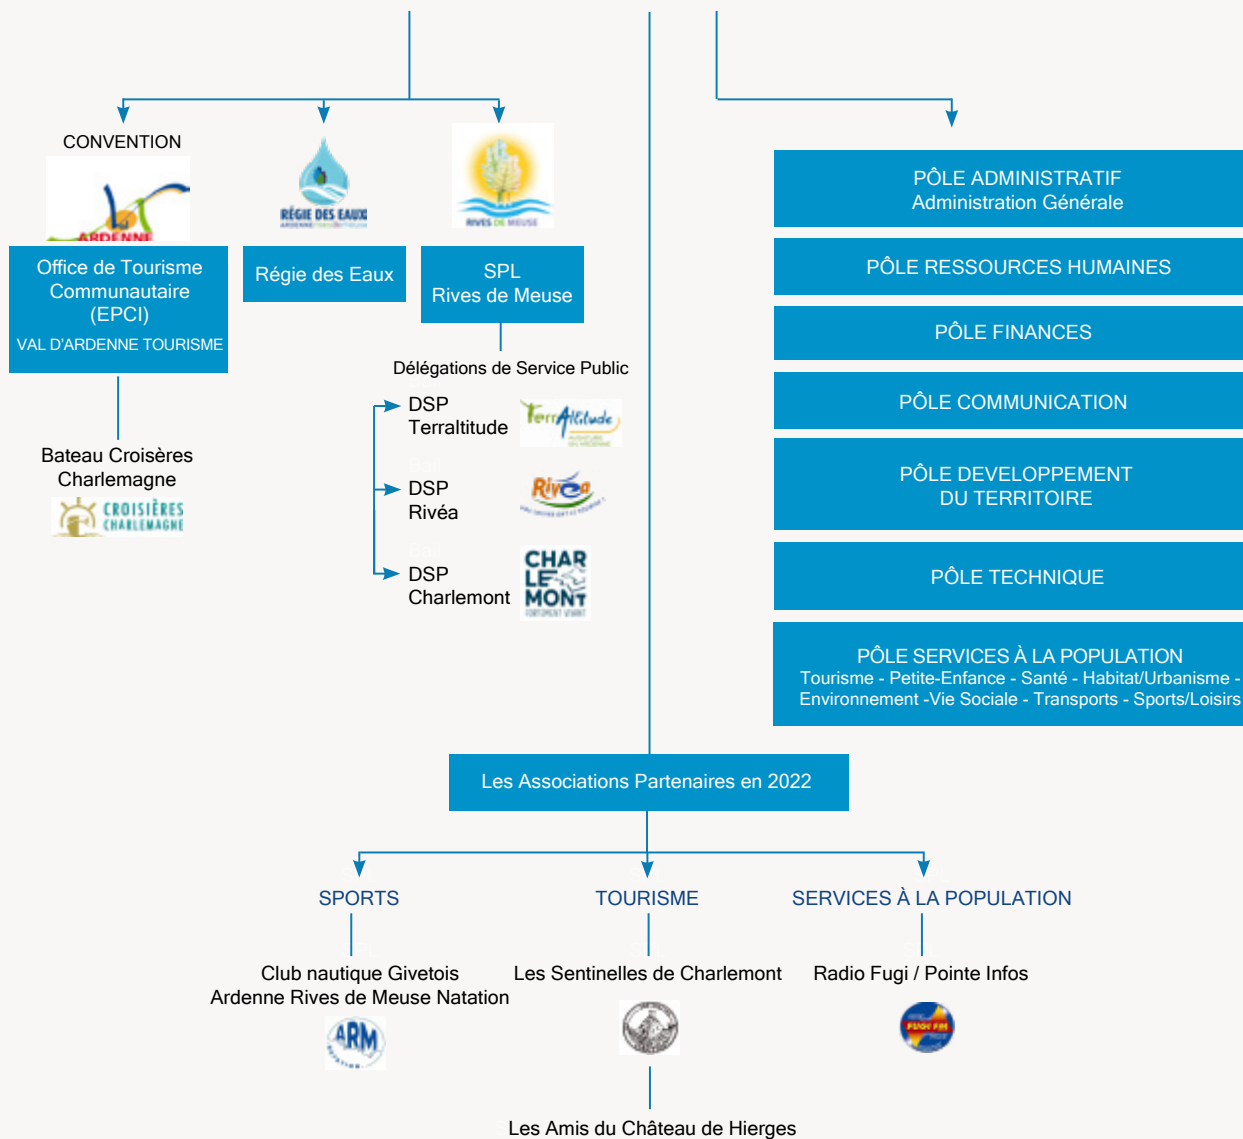 CONVENTION
ARDENNE
RÉGIE DES EAUX
RIVES DE MEUSE
Office de Tourisme
Communautaire
(EPCI)
VAL D'ARDENNE TOURISME
Régie des Eaux
SPL
Rives de Meuse
Bateau Croisères
Charlemagne
CROISIÈRES
CHARLEMAGNE
Délégations de Service Public
DSP
Terraltitude
TerrAltitude
DSP
Rivéa
Rivéa
DSP
Charlemont
CHAR
LE
MONT
PÔLE ADMINISTRATIF
Administration Générale
PÔLE RESSOURCES HUMAINES
PÔLE FINANCES
PÔLE COMMUNICATION
PÔLE DEVELOPPEMENT
DU TERRITOIRE
PÔLE TECHNIQUE
PÔLE SERVICES À LA POPULATION
Tourisme - Petite-Enfance - Santé - Habitat/Urbanisme -
Environnement -Vie Sociale - Transports - Sports/Loisirs
Les Associations Partenaires en 2022
SPORTS
Club nautique Givetois
Ardenne Rives de Meuse Natation
ARM
TOURISME
Les Sentinelles de Charlemont
Les Amis du Château de Hierges
SERVICES À LA POPULATION
Radio Fugi / Pointe Infos
FUGI FM